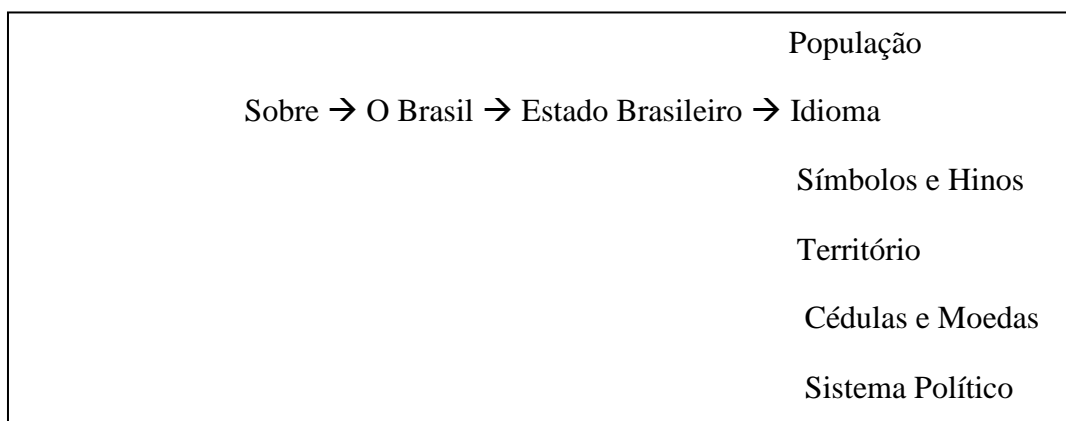 População
Sobre → O Brasil → Estado Brasileiro → Idioma
Símbolos e Hinos
Território
Cédulas e Moedas
Sistema Político